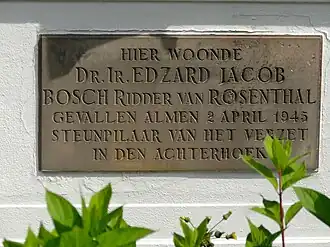 HIER WOONDE
DR. IR. EDZARD JACOB
BOSCH RIDDER VAN ROSENTHAL
GEVALLEN ALMEN 2 APRIL 1945
STEUNPILAAR VAN HET VERZET
IN DEN ACHTERHOEK